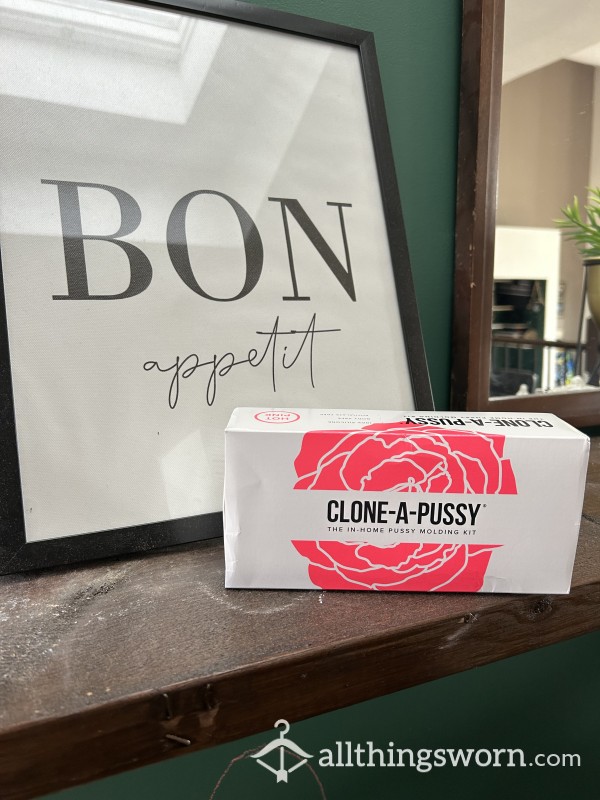 BON
appetit
HOT
PINK
CLONE-A-PUSSY
CLONE-A-PUSSY®
THE IN-HOME PUSSY MOLDING KIT
allthingsworn.com